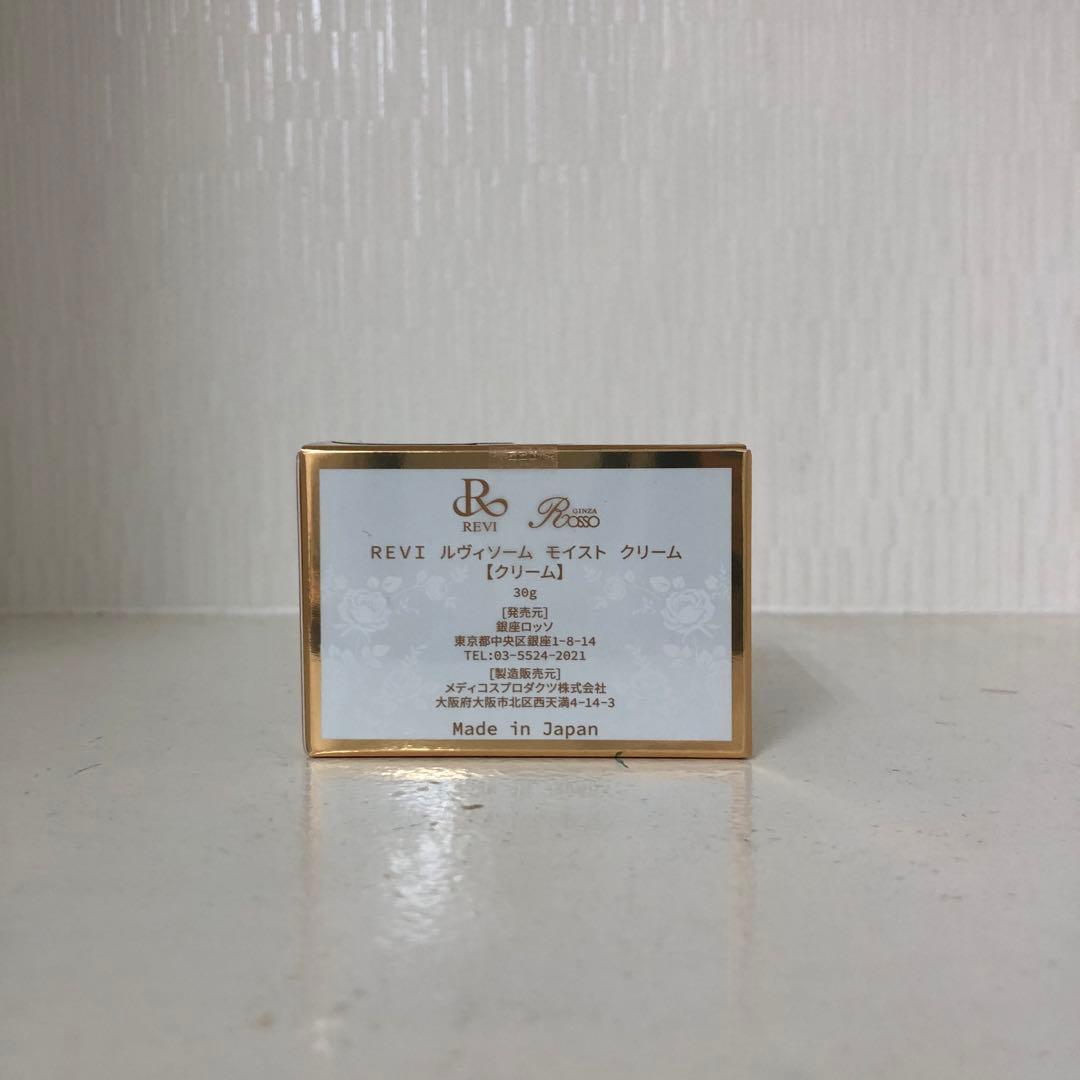 R
REVI
GINZA
Rosso
REVI ルヴィソーム モイスト クリーム
【クリーム】
30g
[発売元]
銀座ロッソ
東京都中央区銀座1-8-14
TEL:03-5524-2021
[製造販売元]
メディコスプロダクツ株式会社
大阪府大阪市北区西天満4-14-3
Made in Japan